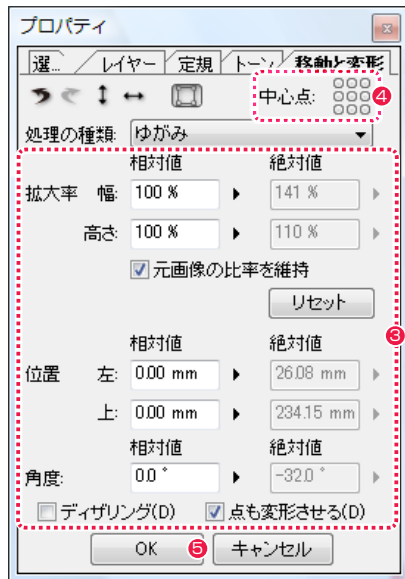 プロパティ
選... レイヤー 定規 トーン 移動と変形
中心点: ④
処理の種類: ゆがみ
相対値 絶対値
拡大率 幅: 100 % 141 %
高さ: 100 % 110 %
元画像の比率を維持
リセット
③
相対値 絶対値
位置 左: 0.00 mm 26.08 mm
上: 0.00 mm 234.15 mm
相対値 絶対値
角度: 0.0 ° -32.0 °
ディザリング(D) 点も変形させる(D)
OK ⑤ キャンセル